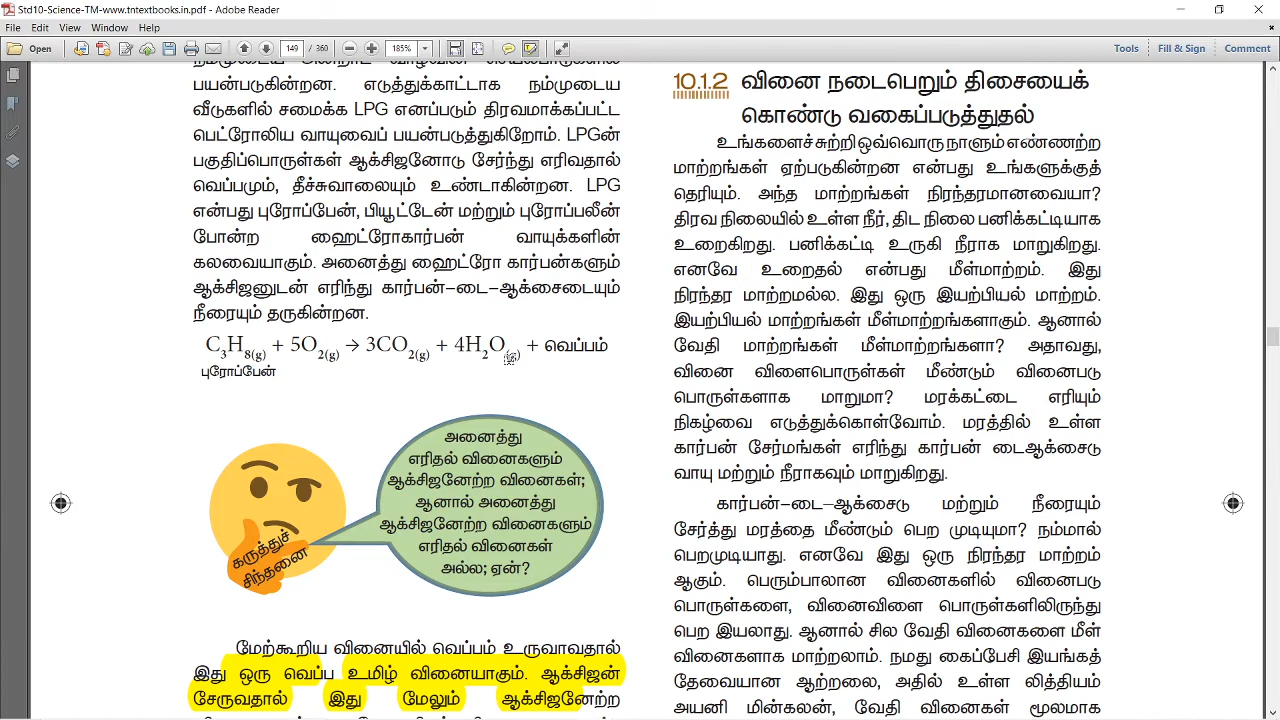 Std10-Science-TM-www.tntextbooks.in.pdf - Adobe Reader
File Edit View Window Help
Open 149 / 360 185% Tools Fill & Sign Comment
பயன்படுத்துகின்றன. எடுத்துக்காட்டாக நம்முடைய
வீடுகளில் சமைக்க LPG எனப்படும் திரவமாக்கப்பட்ட
பெட்ரோலிய வாயுவைப் பயன்படுத்துகிறோம். LPGன்
பகுதிப்பொருள்கள் ஆக்சிஜனோடு சேர்ந்து எரிவதால்
வெப்பமும், தீச்சுவாலையும் உண்டாகின்றன. LPG
என்பது புரோப்பேன், பியூட்டேன் மற்றும் புரோப்பலீன்
போன்ற ஹைட்ரோகார்பன் வாயுக்களின்
கலவையாகும். அனைத்து ஹைட்ரோ கார்பன்களும்
ஆக்சிஜனுடன் எரிந்து கார்பன்–டை–ஆக்சைடையும்
நீரையும் தருகின்றன.
C3H8(g) + 5O2(g) → 3CO2(g) + 4H2O(g) + வெப்பம்
புரோப்பேன்
கருத்துச்
சிந்தனை
அனைத்து
எரிதல் வினைகளும்
ஆக்சிஜனேற்ற வினைகள்;
ஆனால் அனைத்து
ஆக்சிஜனேற்ற வினைகளும்
எரிதல் வினைகள்
அல்ல; ஏன்?
மேற்கூறிய வினையில் வெப்பம் உருவாவதால்
இது ஒரு வெப்ப உமிழ் வினையாகும். ஆக்சிஜன்
சேருவதால் இது மேலும் ஆக்சிஜனேற்ற
10.1.2 வினை நடைபெறும் திசையைக்
கொண்டு வகைப்படுத்துதல்
உங்களைச் சுற்றி ஒவ்வொரு நாளும் எண்ணற்ற
மாற்றங்கள் ஏற்படுகின்றன என்பது உங்களுக்குத்
தெரியும். அந்த மாற்றங்கள் நிரந்தரமானவையா?
திரவ நிலையில் உள்ள நீர், திட நிலை பனிக்கட்டியாக
உறைகிறது. பனிக்கட்டி உருகி நீராக மாறுகிறது.
எனவே உறைதல் என்பது மீள்மாற்றம். இது
நிரந்தர மாற்றமல்ல. இது ஒரு இயற்பியல் மாற்றம்.
இயற்பியல் மாற்றங்கள் மீள்மாற்றங்களாகும். ஆனால்
வேதி மாற்றங்கள் மீள்மாற்றங்களா? அதாவது,
வினை விளைபொருள்கள் மீண்டும் வினைபடு
பொருள்களாக மாறுமா? மரக்கட்டை எரியும்
நிகழ்வை எடுத்துக்கொள்வோம். மரத்தில் உள்ள
கார்பன் சேர்மங்கள் எரிந்து கார்பன் டைஆக்சைடு
வாயு மற்றும் நீராகவும் மாறுகிறது.
கார்பன்–டை–ஆக்சைடு மற்றும் நீரையும்
சேர்த்து மரத்தை மீண்டும் பெற முடியுமா? நம்மால்
பெறமுடியாது. எனவே இது ஒரு நிரந்தர மாற்றம்
ஆகும். பெரும்பாலான வினைகளில் வினைபடு
பொருள்களை, வினைவிளை பொருள்களிலிருந்து
பெற இயலாது. ஆனால் சில வேதி வினைகளை மீள்
வினைகளாக மாற்றலாம். நமது கைப்பேசி இயங்கத்
தேவையான ஆற்றலை, அதில் உள்ள லித்தியம்
அயனி மின்கலன், வேதி வினைகள் மூலமாக